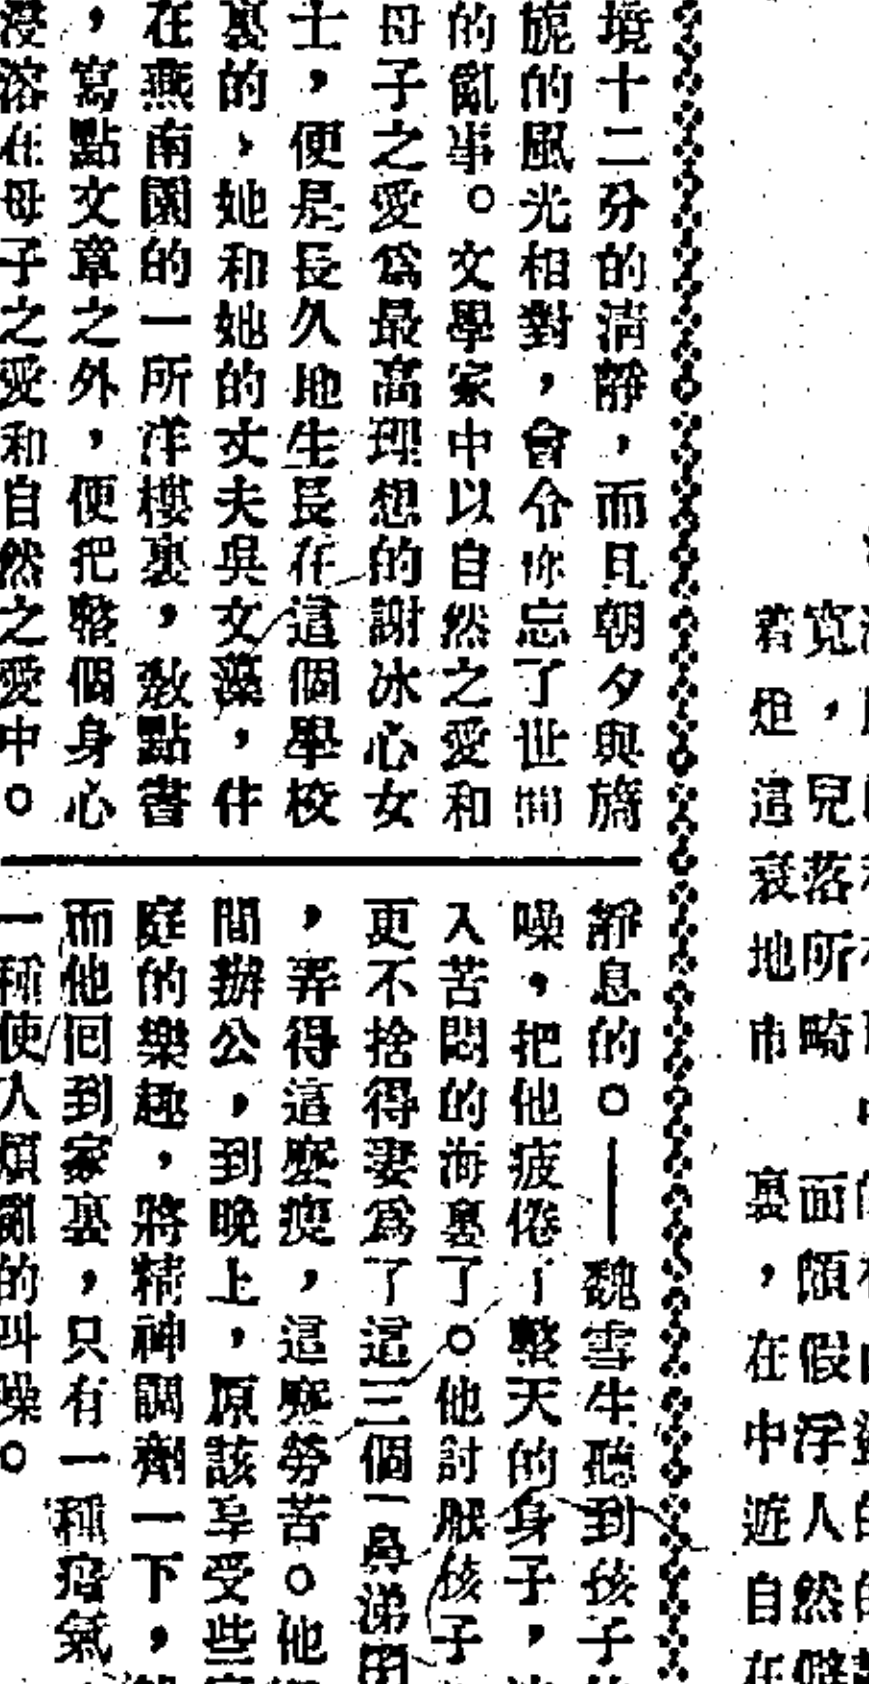 境十二分的清靜，而且朝夕與旖
旎的風光相對，會令你忘了世間
的亂事。文學家中以自然之愛和
母子之愛爲最高理想的謝冰心女
士，便是長久地生長在這個學校
裏的，她和她的丈夫吳文藻，住
在燕南園的一所洋樓裏，教點書
，寫點文章之外，便把整個身心
浸溶在母子之愛和自然之愛中。
靜息的。——魏雪生聽到孩子
噪，把他疲倦了整天的身子，
入苦悶的海裏了。他討厭孩子
更不捨得妻爲了這三個「鼻涕
，弄得這麼瘦，這麼勞苦。他
間辦公，到晚上，原該享受些
庭的樂趣，將精神調劑一下，
而他回到家裏，只有一種瘟氣
一種使人煩亂的叫噪。
寬，兒落所畸
着炬這衰地市
面頗假浮人然
裏，在中遊自在